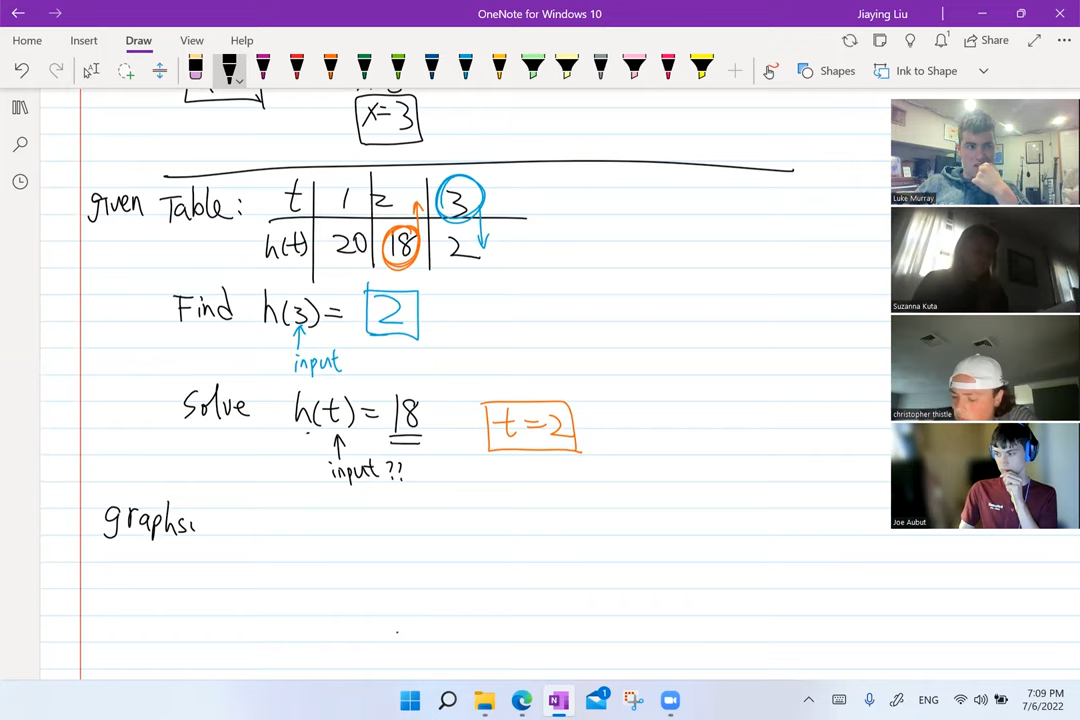 OneNote for Windows 10
Jiaying Liu
Home Insert Draw View Help
Share
Shapes
Ink to Shape
x=3
given Table: t 1 2 3
h(t) 20 18 2
Find h(3) = 2
input
Solve h(t) = 18 t=2
input ??
graphs
Luke Murray
Suzanna Kuta
christopher thistle
Joe Aubut
1
ENG
7:09 PM
7/6/2022